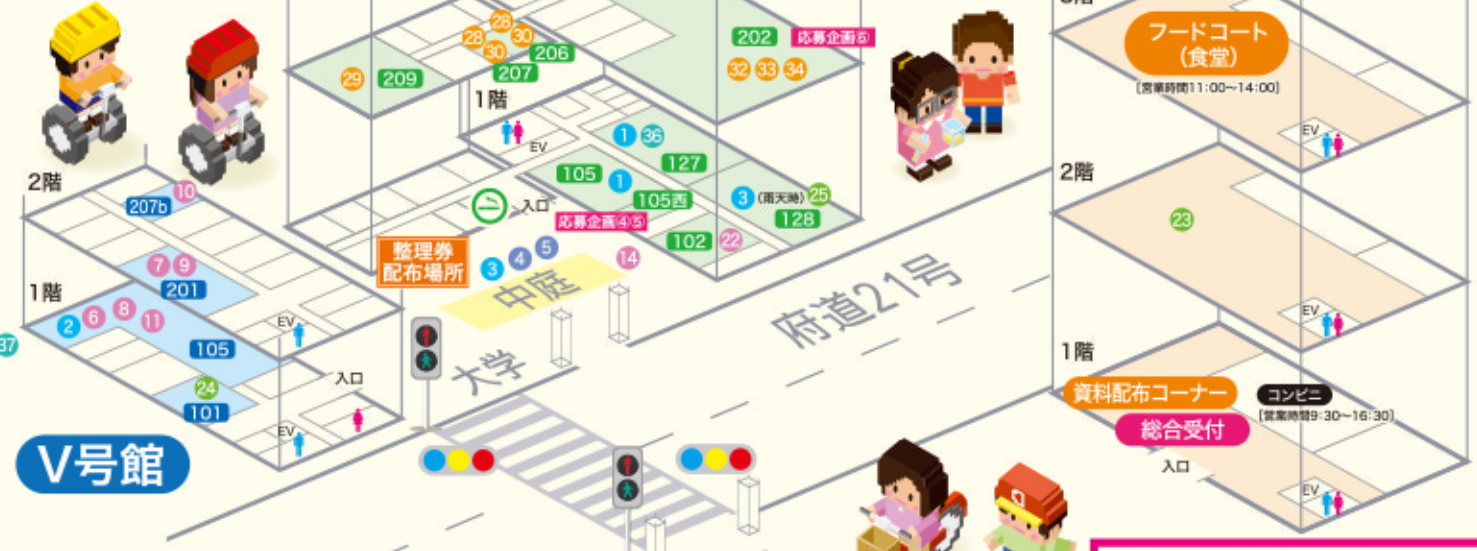 28
28
30
30
206
207
29
209
202
応募企画⑥
32
33
34
1階
EV
1
36
127
105
1
105西
応募企画④⑤
3
(雨天時)
25
128
102
22
入口
整理券
配布場所
3
4
5
14
中庭
大学
府道21号
2階
10
207b
7
9
201
EV
1階
2
6
8
11
105
24
101
入口
EV
37
V号館
フードコート
(食堂)
[営業時間11:00〜14:00]
EV
2階
23
EV
1階
資料配布コーナー
総合受付
コンビニ
[営業時間9:30〜16:30]
入口
EV